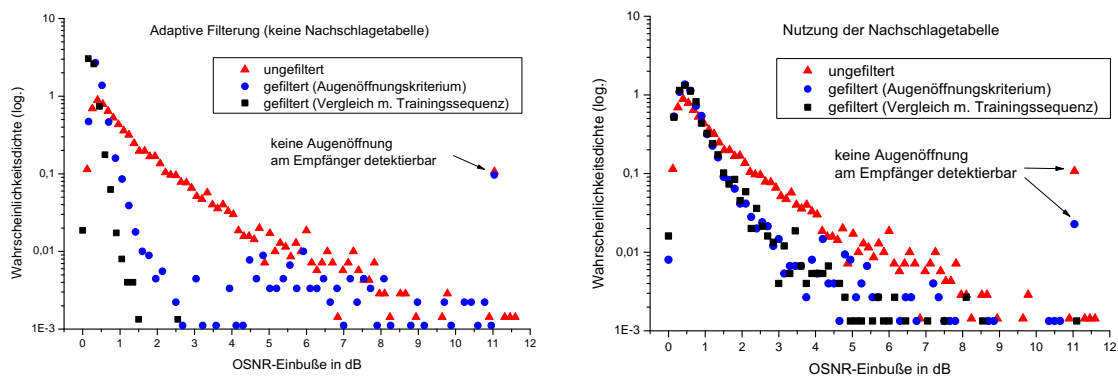 Adaptive Filterung (keine Nachschlagetabelle)
ungefiltert
gefiltert (Augenöffnungskriterium)
gefiltert (Vergleich m. Trainingssequenz)
keine Augenöffnung
am Empfänger detektierbar
Wahrscheinlichkeitsdichte (log.)
10
1
0,1
0,01
1E-3
0 1 2 3 4 5 6 7 8 9 10 11 12
OSNR-Einbuße in dB
Nutzung der Nachschlagetabelle
ungefiltert
gefiltert (Augenöffnungskriterium)
gefiltert (Vergleich m. Trainingssequenz)
keine Augenöffnung
am Empfänger detektierbar
Wahrscheinlichkeitsdichte (log.)
10
1
0,1
0,01
1E-3
0 1 2 3 4 5 6 7 8 9 10 11 12
OSNR-Einbuße in dB